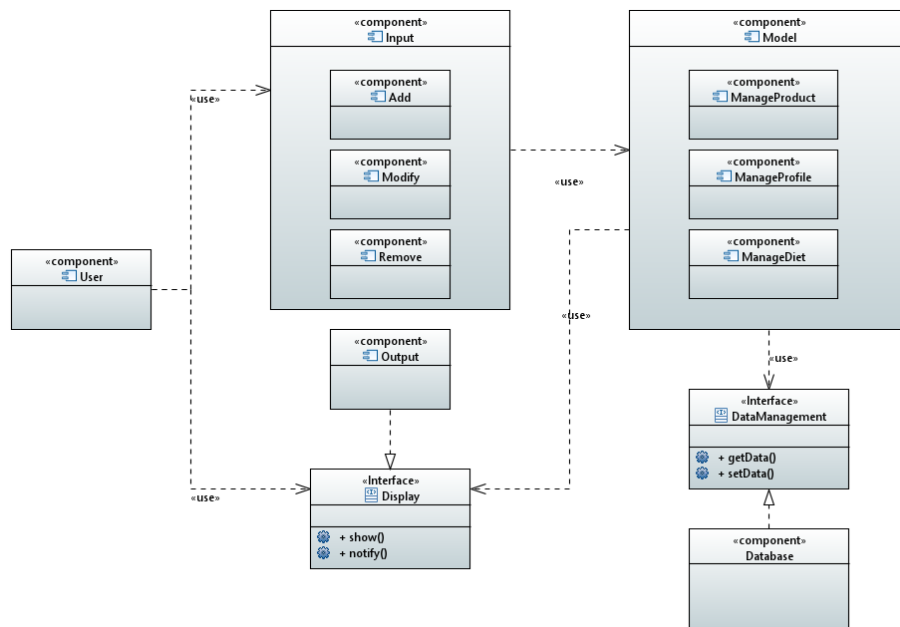 «component»
Input
«component»
Add
«component»
Modify
«component»
Remove
«component»
Model
«component»
ManageProduct
«component»
ManageProfile
«component»
ManageDiet
«use»
«use»
«component»
User
«use»
«component»
Output
«use»
«Interface»
DataManagement
+ getData()
+ setData()
«use»
«Interface»
Display
+ show()
+ notify()
«component»
Database